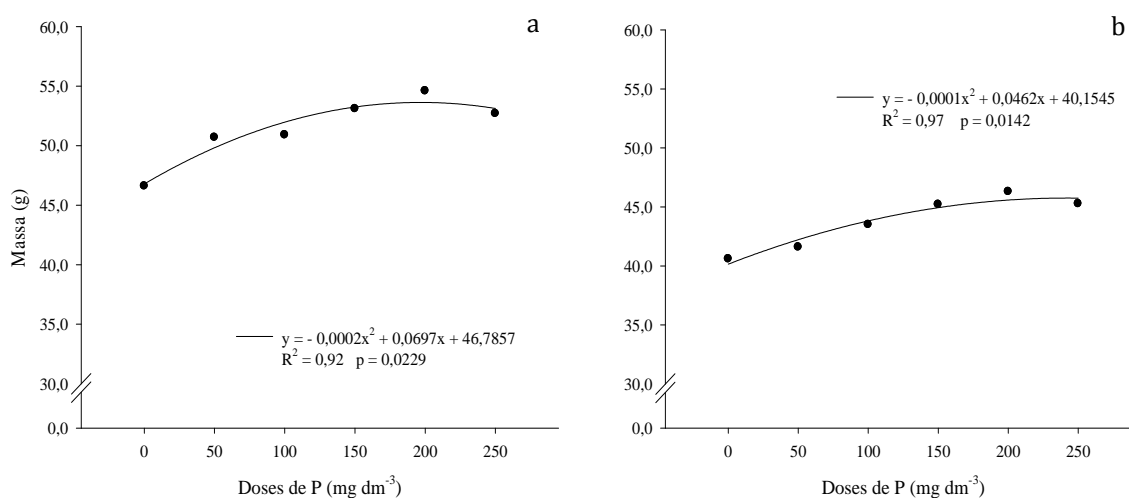 a
60,0
55,0
50,0
45,0
40,0
35,0
30,0
0,0
Massa (g)
y = - 0,0002x² + 0,0697x + 46,7857
R² = 0,92 p = 0,0229
0 50 100 150 200 250
Doses de P (mg dm⁻³)
b
60,0
55,0
50,0
45,0
40,0
35,0
30,0
0,0
y = - 0,0001x² + 0,0462x + 40,1545
R² = 0,97 p = 0,0142
0 50 100 150 200 250
Doses de P (mg dm⁻³)